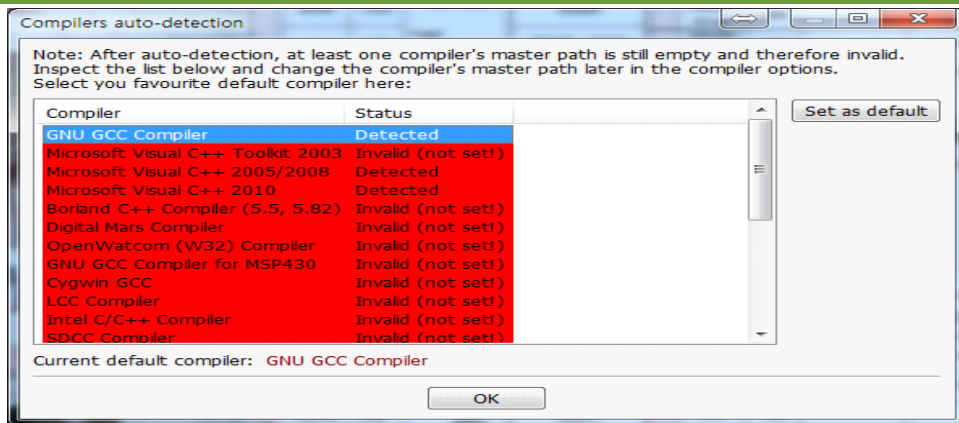 Compilers auto-detection
Note: After auto-detection, at least one compiler's master path is still empty and therefore invalid.
Inspect the list below and change the compiler's master path later in the compiler options.
Select you favourite default compiler here:
Compiler Status
GNU GCC Compiler Detected
Microsoft Visual C++ Toolkit 2003 Invalid (not set!)
Microsoft Visual C++ 2005/2008 Detected
Microsoft Visual C++ 2010 Detected
Borland C++ Compiler (5.5, 5.82) Invalid (not set!)
Digital Mars Compiler Invalid (not set!)
OpenWatcom (W32) Compiler Invalid (not set!)
GNU GCC Compiler for MSP430 Invalid (not set!)
Cygwin GCC Invalid (not set!)
LCC Compiler Invalid (not set!)
Intel C/C++ Compiler Invalid (not set!)
SDCC Compiler Invalid (not set!)
Set as default
Current default compiler: GNU GCC Compiler
OK